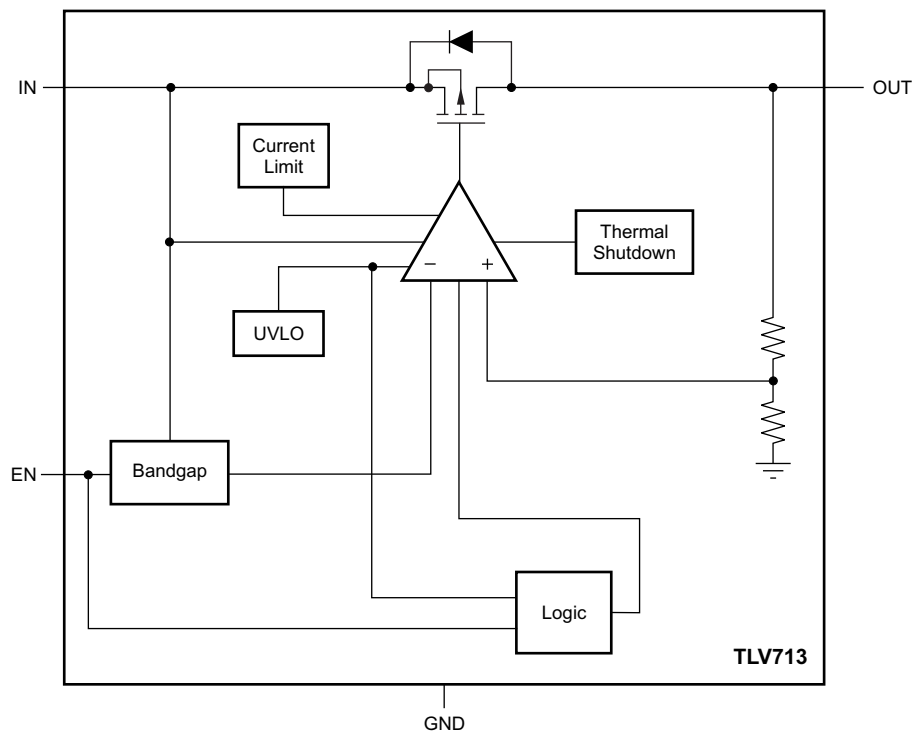 IN
OUT
Current
Limit
Thermal
Shutdown
−
+
UVLO
EN
Bandgap
Logic
TLV713
GND